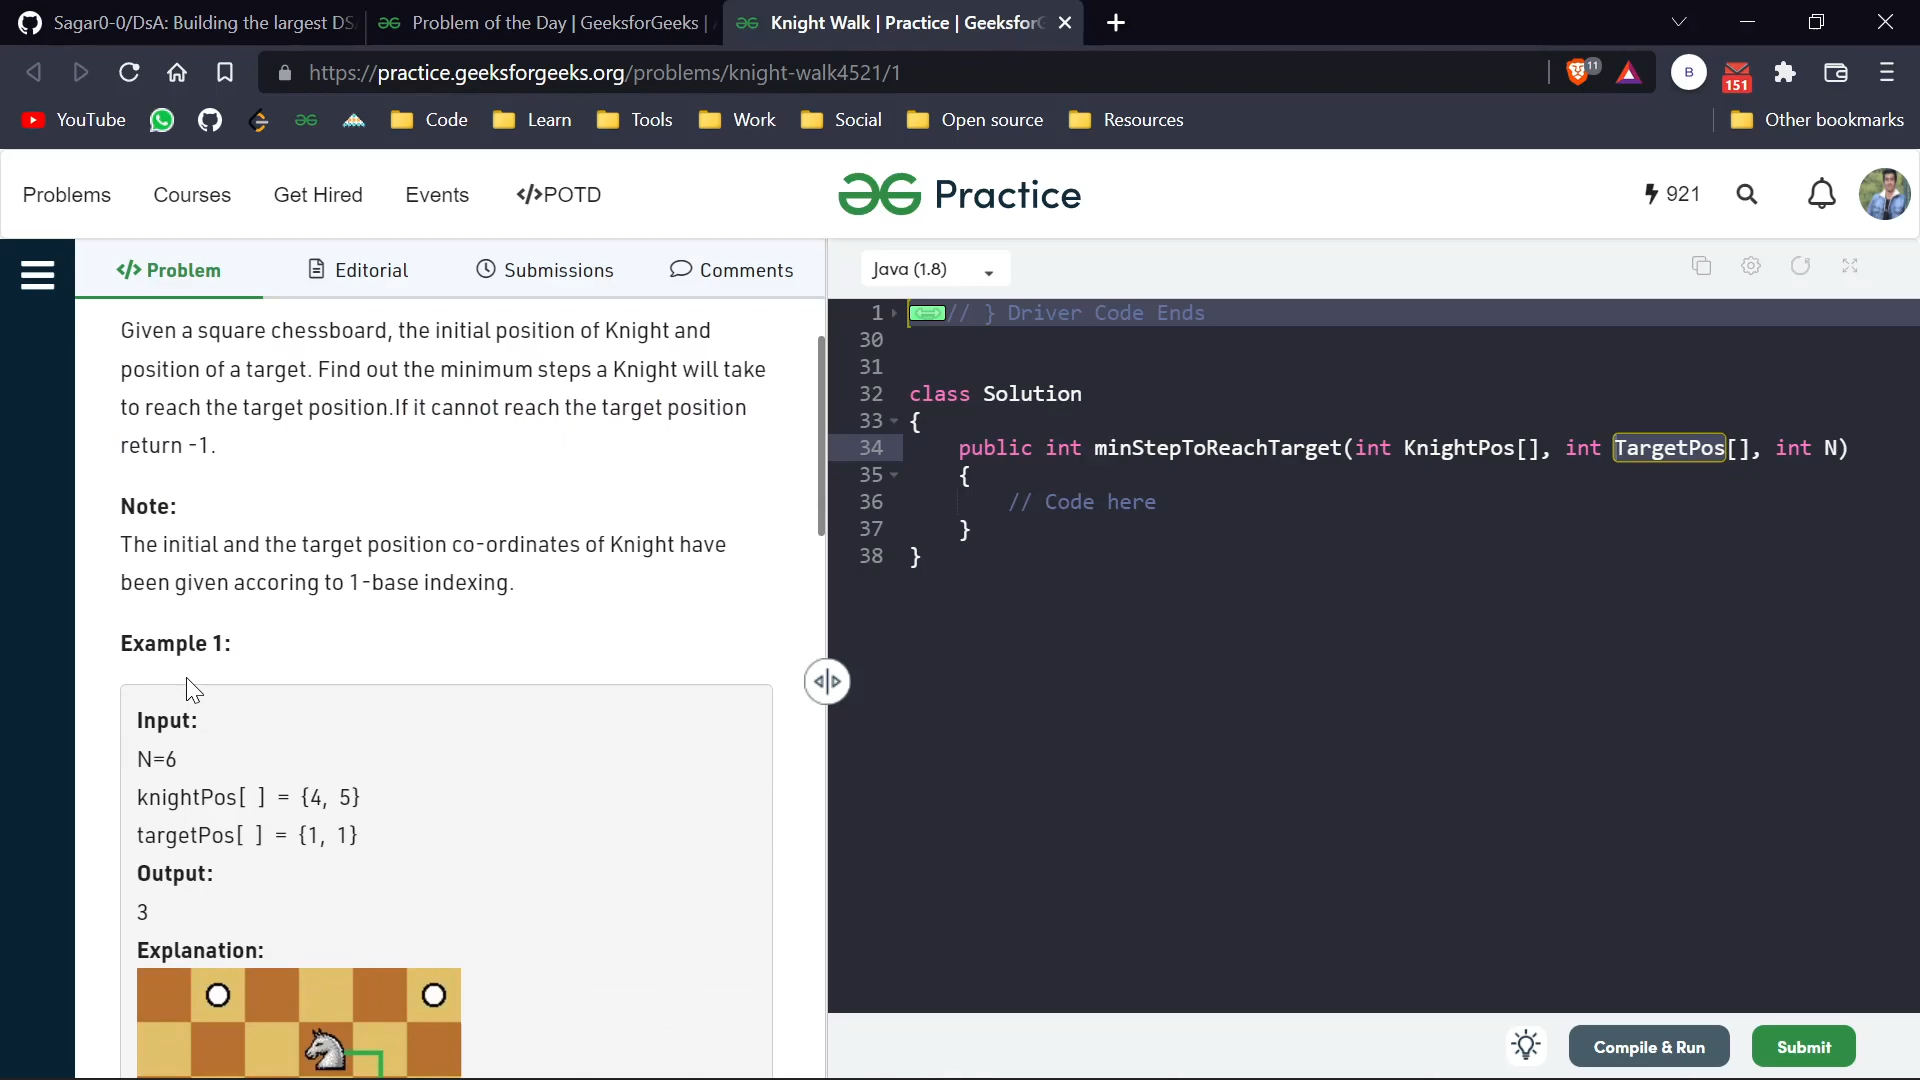 Sagar0-0/DsA: Building the largest DS
Problem of the Day | GeeksforGeeks |
Knight Walk | Practice | Geeksfor
https://practice.geeksforgeeks.org/problems/knight-walk4521/1
11
B
151
YouTube
Code
Learn
Tools
Work
Social
Open source
Resources
Other bookmarks
Problems
Courses
Get Hired
Events
</>POTD
Practice
921
</> Problem
Editorial
Submissions
Comments
Java (1.8)
Given a square chessboard, the initial position of Knight and
position of a target. Find out the minimum steps a Knight will take
to reach the target position.If it cannot reach the target position
return -1.
Note:
The initial and the target position co-ordinates of Knight have
been given accoring to 1-base indexing.
Example 1:
Input:
N=6
knightPos[ ] = {4, 5}
targetPos[ ] = {1, 1}
Output:
3
Explanation:
1 // } Driver Code Ends
30
31
32 class Solution
33 {
34 public int minStepToReachTarget(int KnightPos[], int TargetPos[], int N)
35 {
36 // Code here
37 }
38 }
Compile & Run
Submit